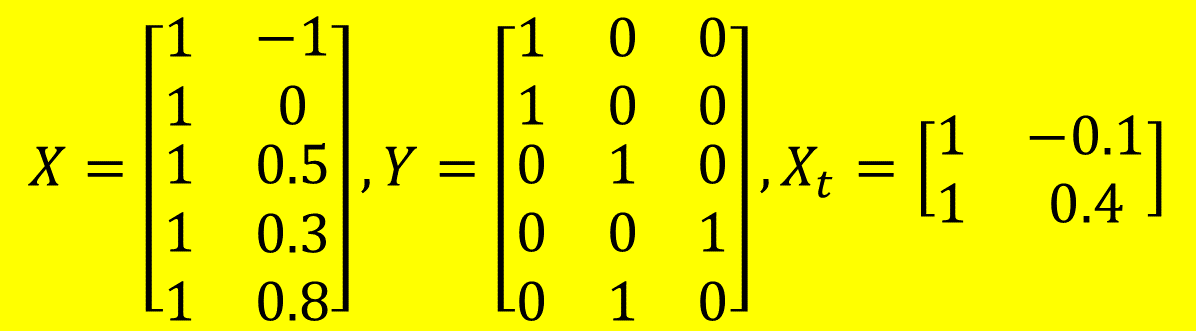 X = [1 −1; 1 0; 1 0.5; 1 0.3; 1 0.8], Y = [1 0 0; 1 0 0; 0 1 0; 0 0 1; 0 1 0], Xₜ = [1 −0.1; 1 0.4]